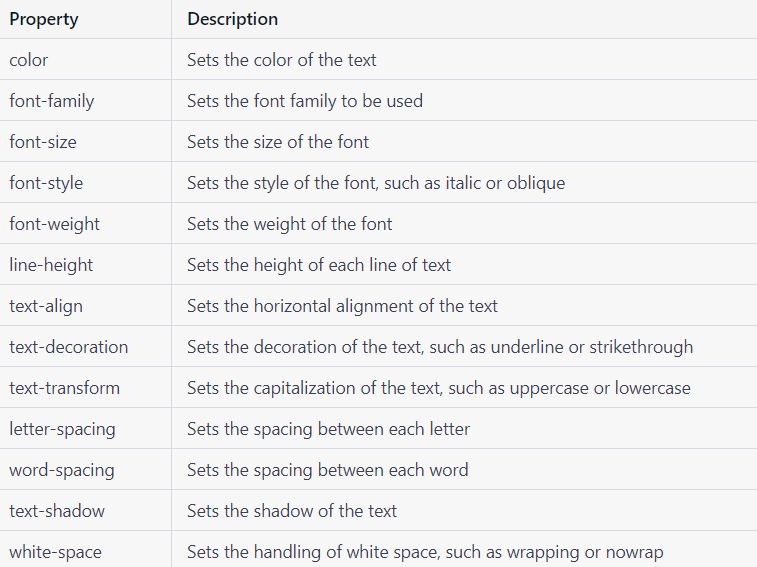 Property Description
color Sets the color of the text
font-family Sets the font family to be used
font-size Sets the size of the font
font-style Sets the style of the font, such as italic or oblique
font-weight Sets the weight of the font
line-height Sets the height of each line of text
text-align Sets the horizontal alignment of the text
text-decoration Sets the decoration of the text, such as underline or strikethrough
text-transform Sets the capitalization of the text, such as uppercase or lowercase
letter-spacing Sets the spacing between each letter
word-spacing Sets the spacing between each word
text-shadow Sets the shadow of the text
white-space Sets the handling of white space, such as wrapping or nowrap